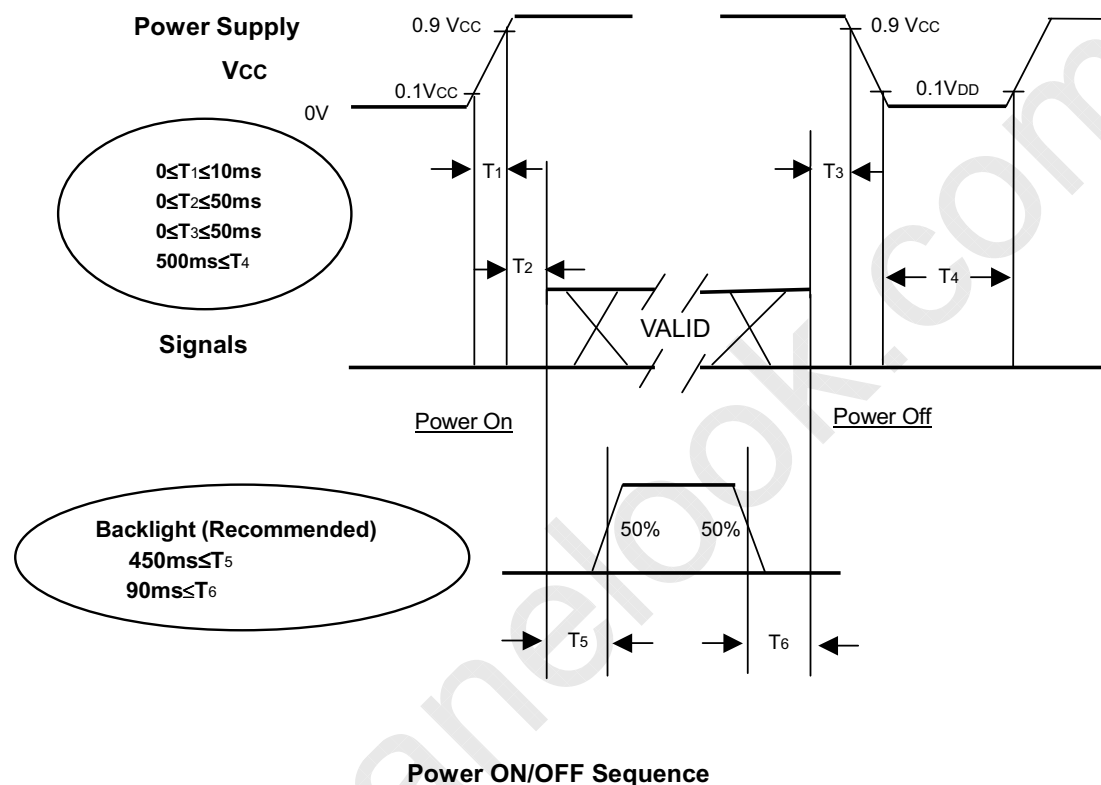 Power Supply
VCC
0.9 VCC
0.9 VCC
0.1VCC
0.1VDD
0V
0≤T1≤10ms
0≤T2≤50ms
0≤T3≤50ms
500ms≤T4
T1
T3
T2
T4
VALID
Signals
Power On
Power Off
Backlight (Recommended)
450ms≤T5
90ms≤T6
50%
50%
T5
T6
Power ON/OFF Sequence
anelook.com